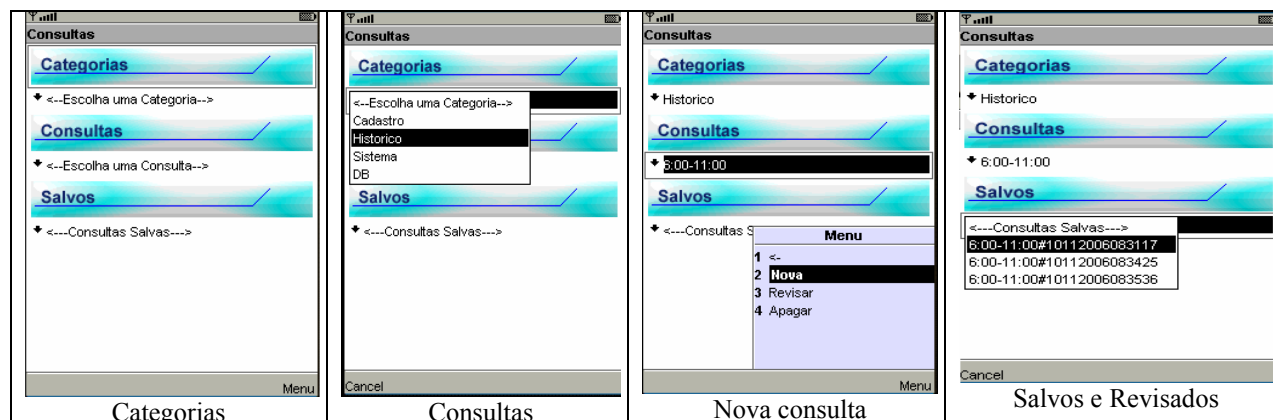 Consultas
Categorias
<--Escolha uma Categoria-->
Consultas
<--Escolha uma Consulta-->
Salvos
<---Consultas Salvas--->
Menu
Categorias
Consultas
Categorias
<--Escolha uma Categoria-->
Cadastro
Historico
Sistema
DB
Salvos
<---Consultas Salvas--->
Cancel
Consultas
Consultas
Categorias
Historico
Consultas
6:00-11:00
Salvos
<---Consultas S
Menu
1 <-
2 Nova
3 Revisar
4 Apagar
Menu
Nova consulta
Consultas
Categorias
Historico
Consultas
6:00-11:00
Salvos
<---Consultas Salvas--->
6:00-11:00#10112006083117
6:00-11:00#10112006083425
6:00-11:00#10112006083536
Cancel
Salvos e Revisados